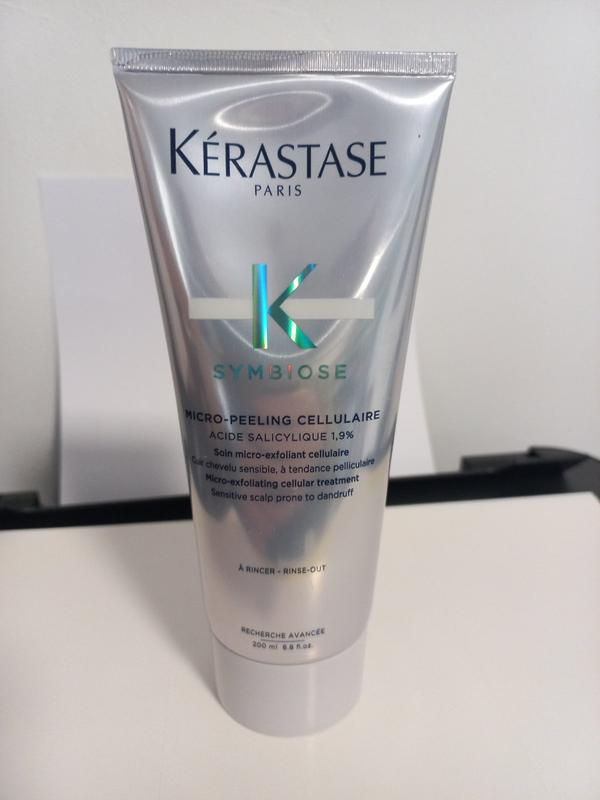 KÉRASTASE
PARIS
K
SYMBIOSE
MICRO-PEELING CELLULAIRE
ACIDE SALICYLIQUE 1,9%
Soin micro-exfoliant cellulaire
Cuir chevelu sensible, à tendance pelliculaire
Micro-exfoliating cellular treatment
Sensitive scalp prone to dandruff
À RINCER - RINSE-OUT
RECHERCHE AVANCÉE
200 ml 6.8 fl.oz.